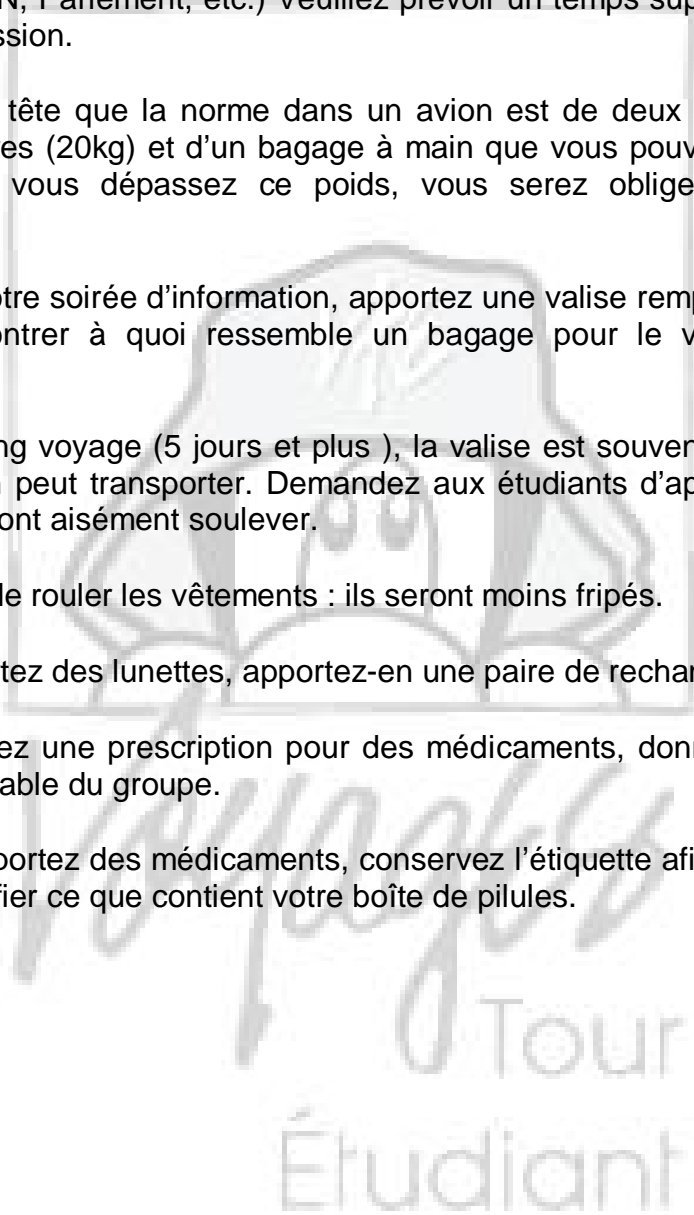 N, Parlement, etc.) Veuillez prévoir un temps sup
ssion.
tête que la norme dans un avion est de deux
es (20kg) et d’un bagage à main que vous pouv
vous dépassez ce poids, vous serez oblige
otre soirée d’information, apportez une valise remp
ontrer à quoi ressemble un bagage pour le v
ng voyage (5 jours et plus ), la valise est souven
n peut transporter. Demandez aux étudiants d’ap
ont aisément soulever.
de rouler les vêtements : ils seront moins fripés.
rtez des lunettes, apportez-en une paire de rechan
ez une prescription pour des médicaments, donn
able du groupe.
portez des médicaments, conservez l’étiquette afi
ifier ce que contient votre boîte de pilules.
Voyages
Tour
Étudiant